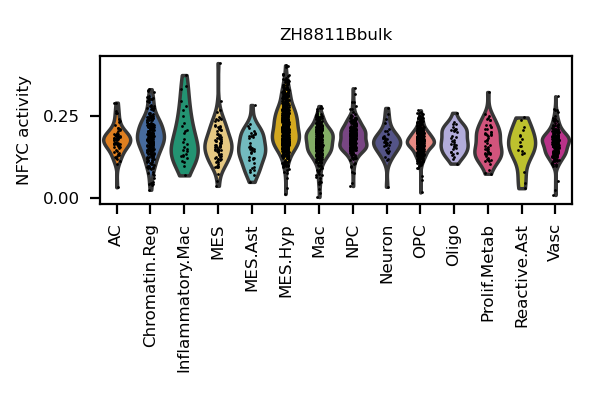 ZH8811Bbulk
NFYC activity
0.25
0.00
AC
Chromatin.Reg
Inflammatory.Mac
MES
MES.Ast
MES.Hyp
Mac
NPC
Neuron
OPC
Oligo
Prolif.Metab
Reactive.Ast
Vasc